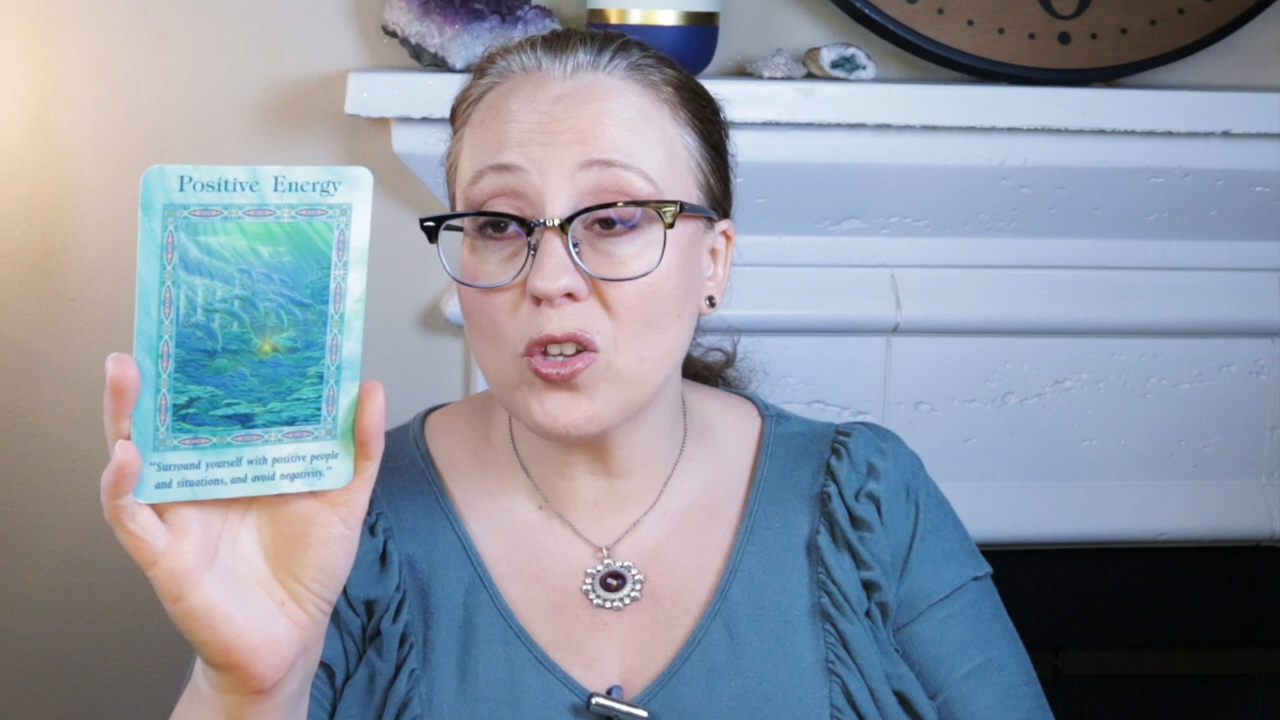 Positive Energy
"Surround yourself with positive people
and situations, and avoid negativity."